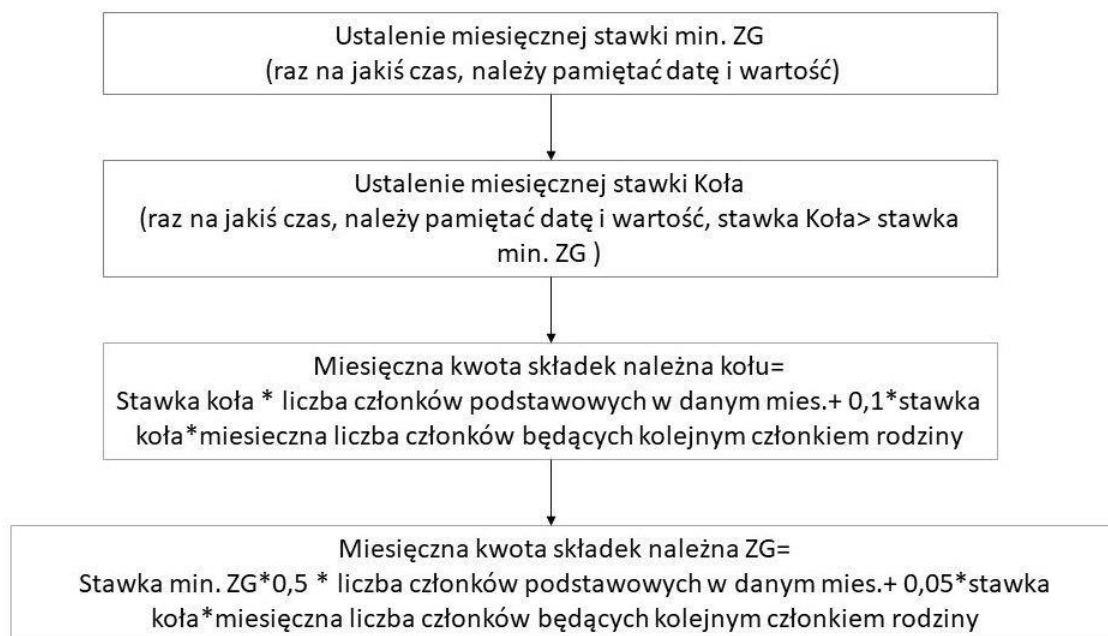 Ustalenie miesięcznej stawki min. ZG
(raz na jakiś czas, należy pamiętać datę i wartość)
Ustalenie miesięcznej stawki Koła
(raz na jakiś czas, należy pamiętać datę i wartość, stawka Koła> stawka
min. ZG )
Miesięczna kwota składek należna kołu=
Stawka koła * liczba członków podstawowych w danym mies.+ 0,1*stawka
koła*miesieczna liczba członków będących kolejnym członkiem rodziny
Miesięczna kwota składek należna ZG=
Stawka min. ZG*0,5 * liczba członków podstawowych w danym mies.+ 0,05*stawka
koła*miesięczna liczba członków będących kolejnym członkiem rodziny